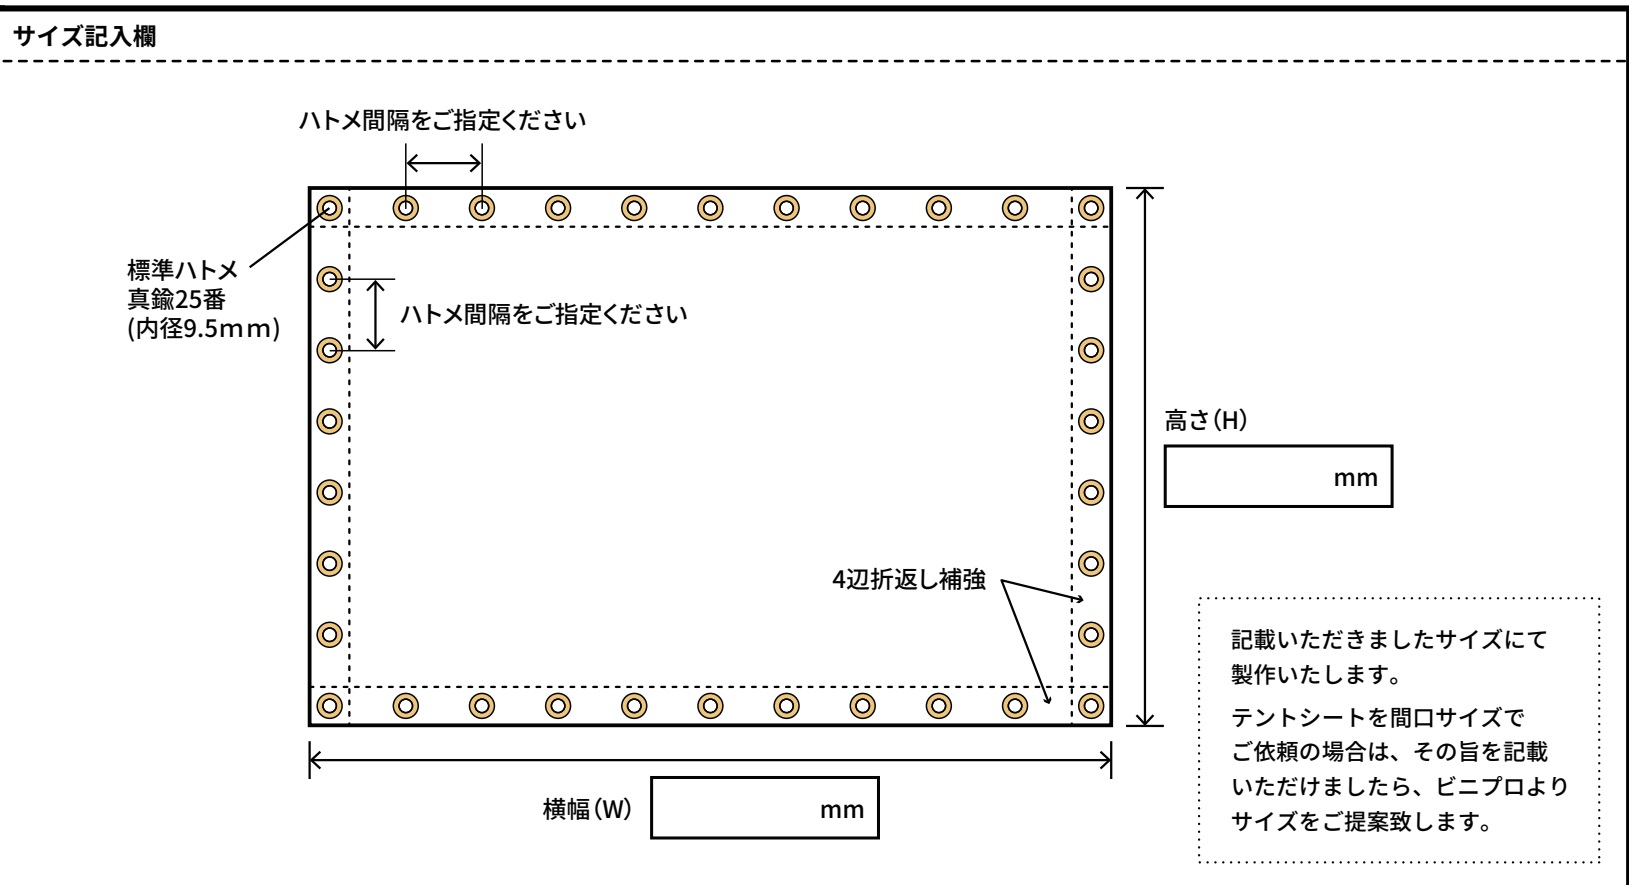 サイズ記入欄
ハトメ間隔をご指定ください
標準ハトメ
真鍮25番
(内径9.5mm)
ハトメ間隔をご指定ください
高さ(H)
mm
4辺折返し補強
記載いただきましたサイズにて
製作いたします。
テントシートを間口サイズで
ご依頼の場合は、その旨を記載
いただけましたら、ビニプロより
サイズをご提案致します。
横幅(W)
mm